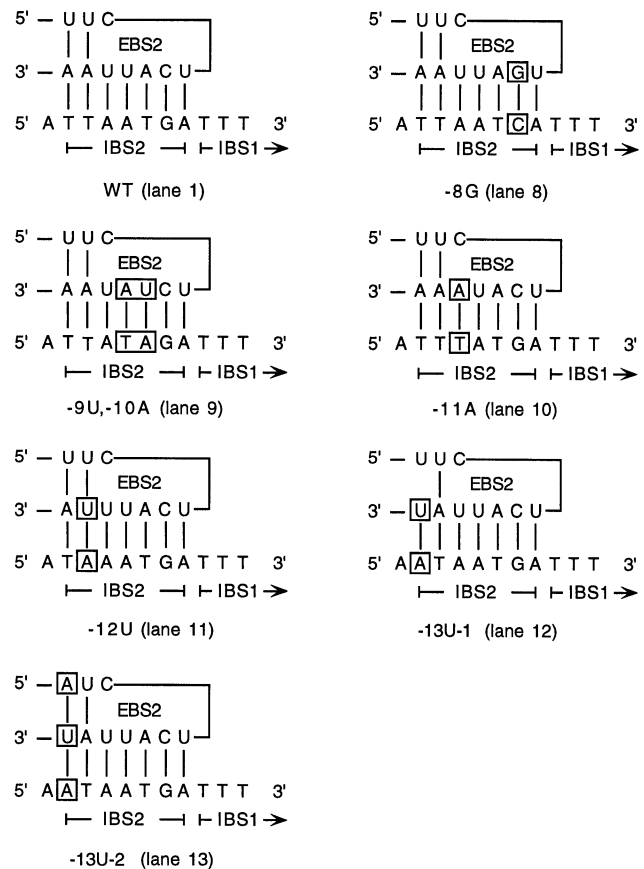 5' — U U C
EBS2
3' — A A U U A C U
5' A T T A A T G A T T T 3'
IBS2 IBS1
WT (lane 1)
5' — U U C
EBS2
3' — A A U U A G U
5' A T T A A T C A T T T 3'
IBS2 IBS1
-8G (lane 8)
5' — U U C
EBS2
3' — A A U A U C U
5' A T T A T A G A T T T 3'
IBS2 IBS1
-9U,-10A (lane 9)
5' — U U C
EBS2
3' — A A A U A C U
5' A T T T A T G A T T T 3'
IBS2 IBS1
-11A (lane 10)
5' — U U C
EBS2
3' — A U U U A C U
5' A T A A A T G A T T T 3'
IBS2 IBS1
-12U (lane 11)
5' — U U C
EBS2
3' — U A U U A C U
5' A A T A A T G A T T T 3'
IBS2 IBS1
-13U-1 (lane 12)
5' — A U C
EBS2
3' — U A U U A C U
5' A A T A A T G A T T T 3'
IBS2 IBS1
-13U-2 (lane 13)